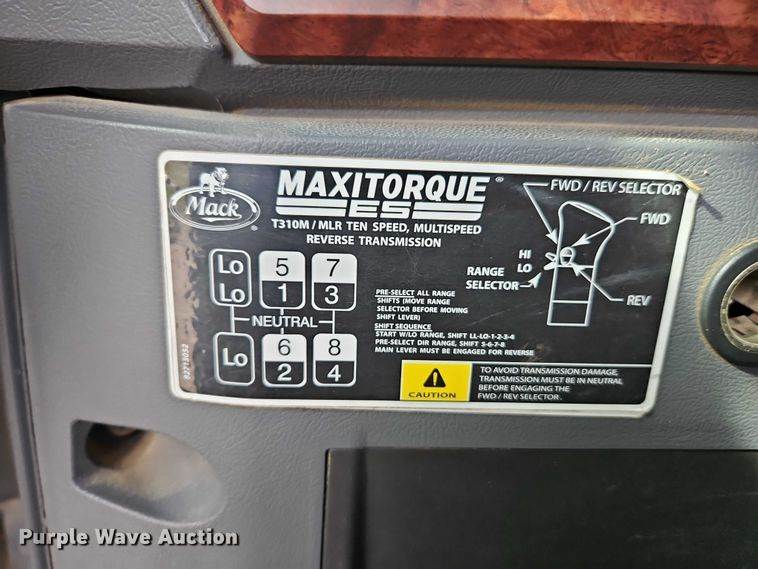 Mack
MAXITORQUE®
ES
T310M / MLR TEN SPEED, MULTISPEED
REVERSE TRANSMISSION
Lo 5 7
Lo 1 3
NEUTRAL
Lo 6 8
2 4
92713052
PRE-SELECT ALL RANGE
SHIFTS (MOVE RANGE
SELECTOR BEFORE MOVING
SHIFT LEVER)
SHIFT SEQUENCE
START W/LO RANGE, SHIFT LL-LO-1-2-3-4
PRE-SELECT DIR RANGE, SHIFT 5-6-7-8
MAIN LEVER MUST BE ENGAGED FOR REVERSE
FWD / REV SELECTOR
FWD
HI
LO
RANGE
SELECTOR
REV
CAUTION
TO AVOID TRANSMISSION DAMAGE,
TRANSMISSION MUST BE IN NEUTRAL
BEFORE ENGAGING THE
FWD / REV SELECTOR.
Purple Wave Auction